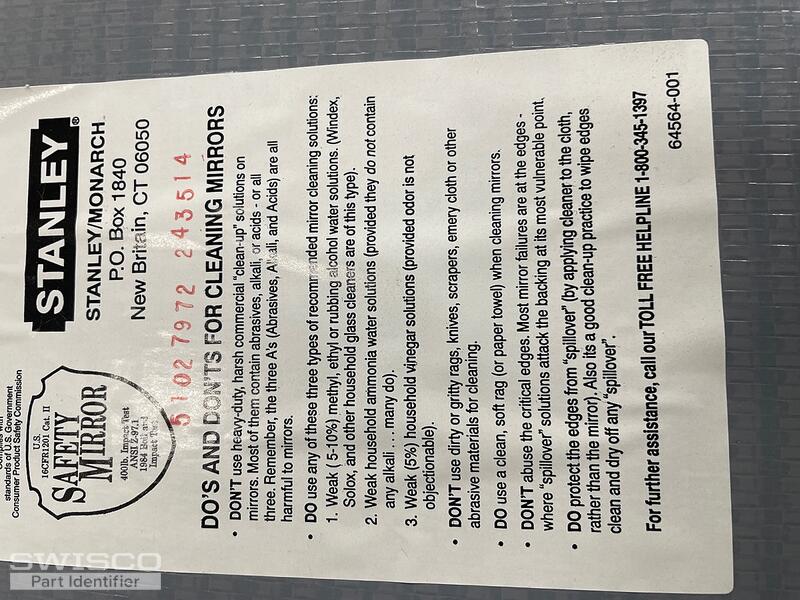 Complies with
standards of U.S. Government
Consumer Product Safety Commission
U.S.
16CFR1201 Cat. II
SAFETY
MIRROR
400lb. Impact Test
ANSI Z-97.1
1984
Impact Test
STANLEY®
STANLEY/MONARCH
P.O. Box 1840
New Britain, CT 06050
51027972 243514
DO'S AND DON'TS FOR CLEANING MIRRORS
• DON'T use heavy-duty, harsh commercial "clean-up" solutions on
mirrors. Most of them contain abrasives, alkali, or acids - or all
three. Remember, the three A's (Abrasives, Alkali, and Acids) are all
harmful to mirrors.
• DO use any of these three types of recommended mirror cleaning solutions:
1. Weak ( 5-10%) methyl, ethyl or rubbing alcohol water solutions. (Windex,
Solox, and other household glass cleaners are of this type).
2. Weak household ammonia water solutions (provided they do not contain
any alkali. . . . many do).
3. Weak (5%) household vinegar solutions (provided odor is not
objectionable).
• DON'T use dirty or gritty rags, knives, scrapers, emery cloth or other
abrasive materials for cleaning.
• DO use a clean, soft rag (or paper towel) when cleaning mirrors.
• DON'T abuse the critical edges. Most mirror failures are at the edges -
where "spillover" solutions attack the backing at its most vulnerable point.
• DO protect the edges from "spillover" (by applying cleaner to the cloth,
rather than the mirror). Also its a good clean-up practice to wipe edges
clean and dry off any "spillover".
For further assistance, call our TOLL FREE HELPLINE 1-800-345-1397
64564-001
SWISCO
Part Identifier